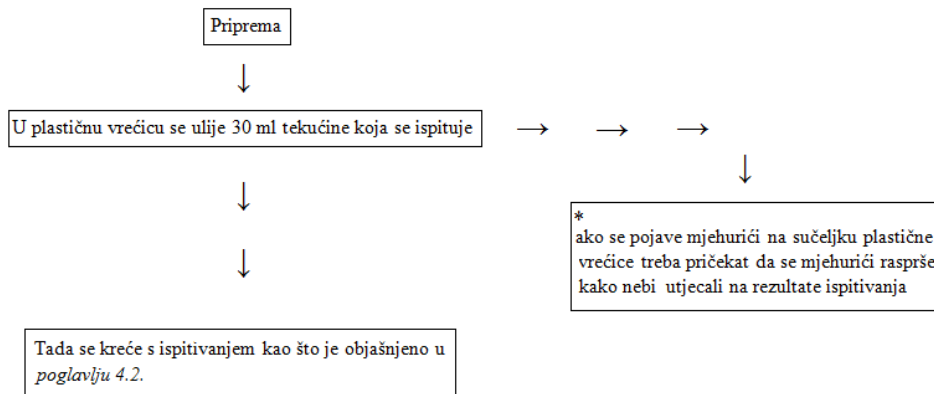 Priprema
U plastičnu vrećicu se ulije 30 ml tekućine koja se ispituje
*
ako se pojave mjehurići na sučeljku plastične
vrećice treba pričekat da se mjehurići rasprše
kako nebi utjecali na rezultate ispitivanja
Tada se kreće s ispitivanjem kao što je objašnjeno u
poglavlju 4.2.